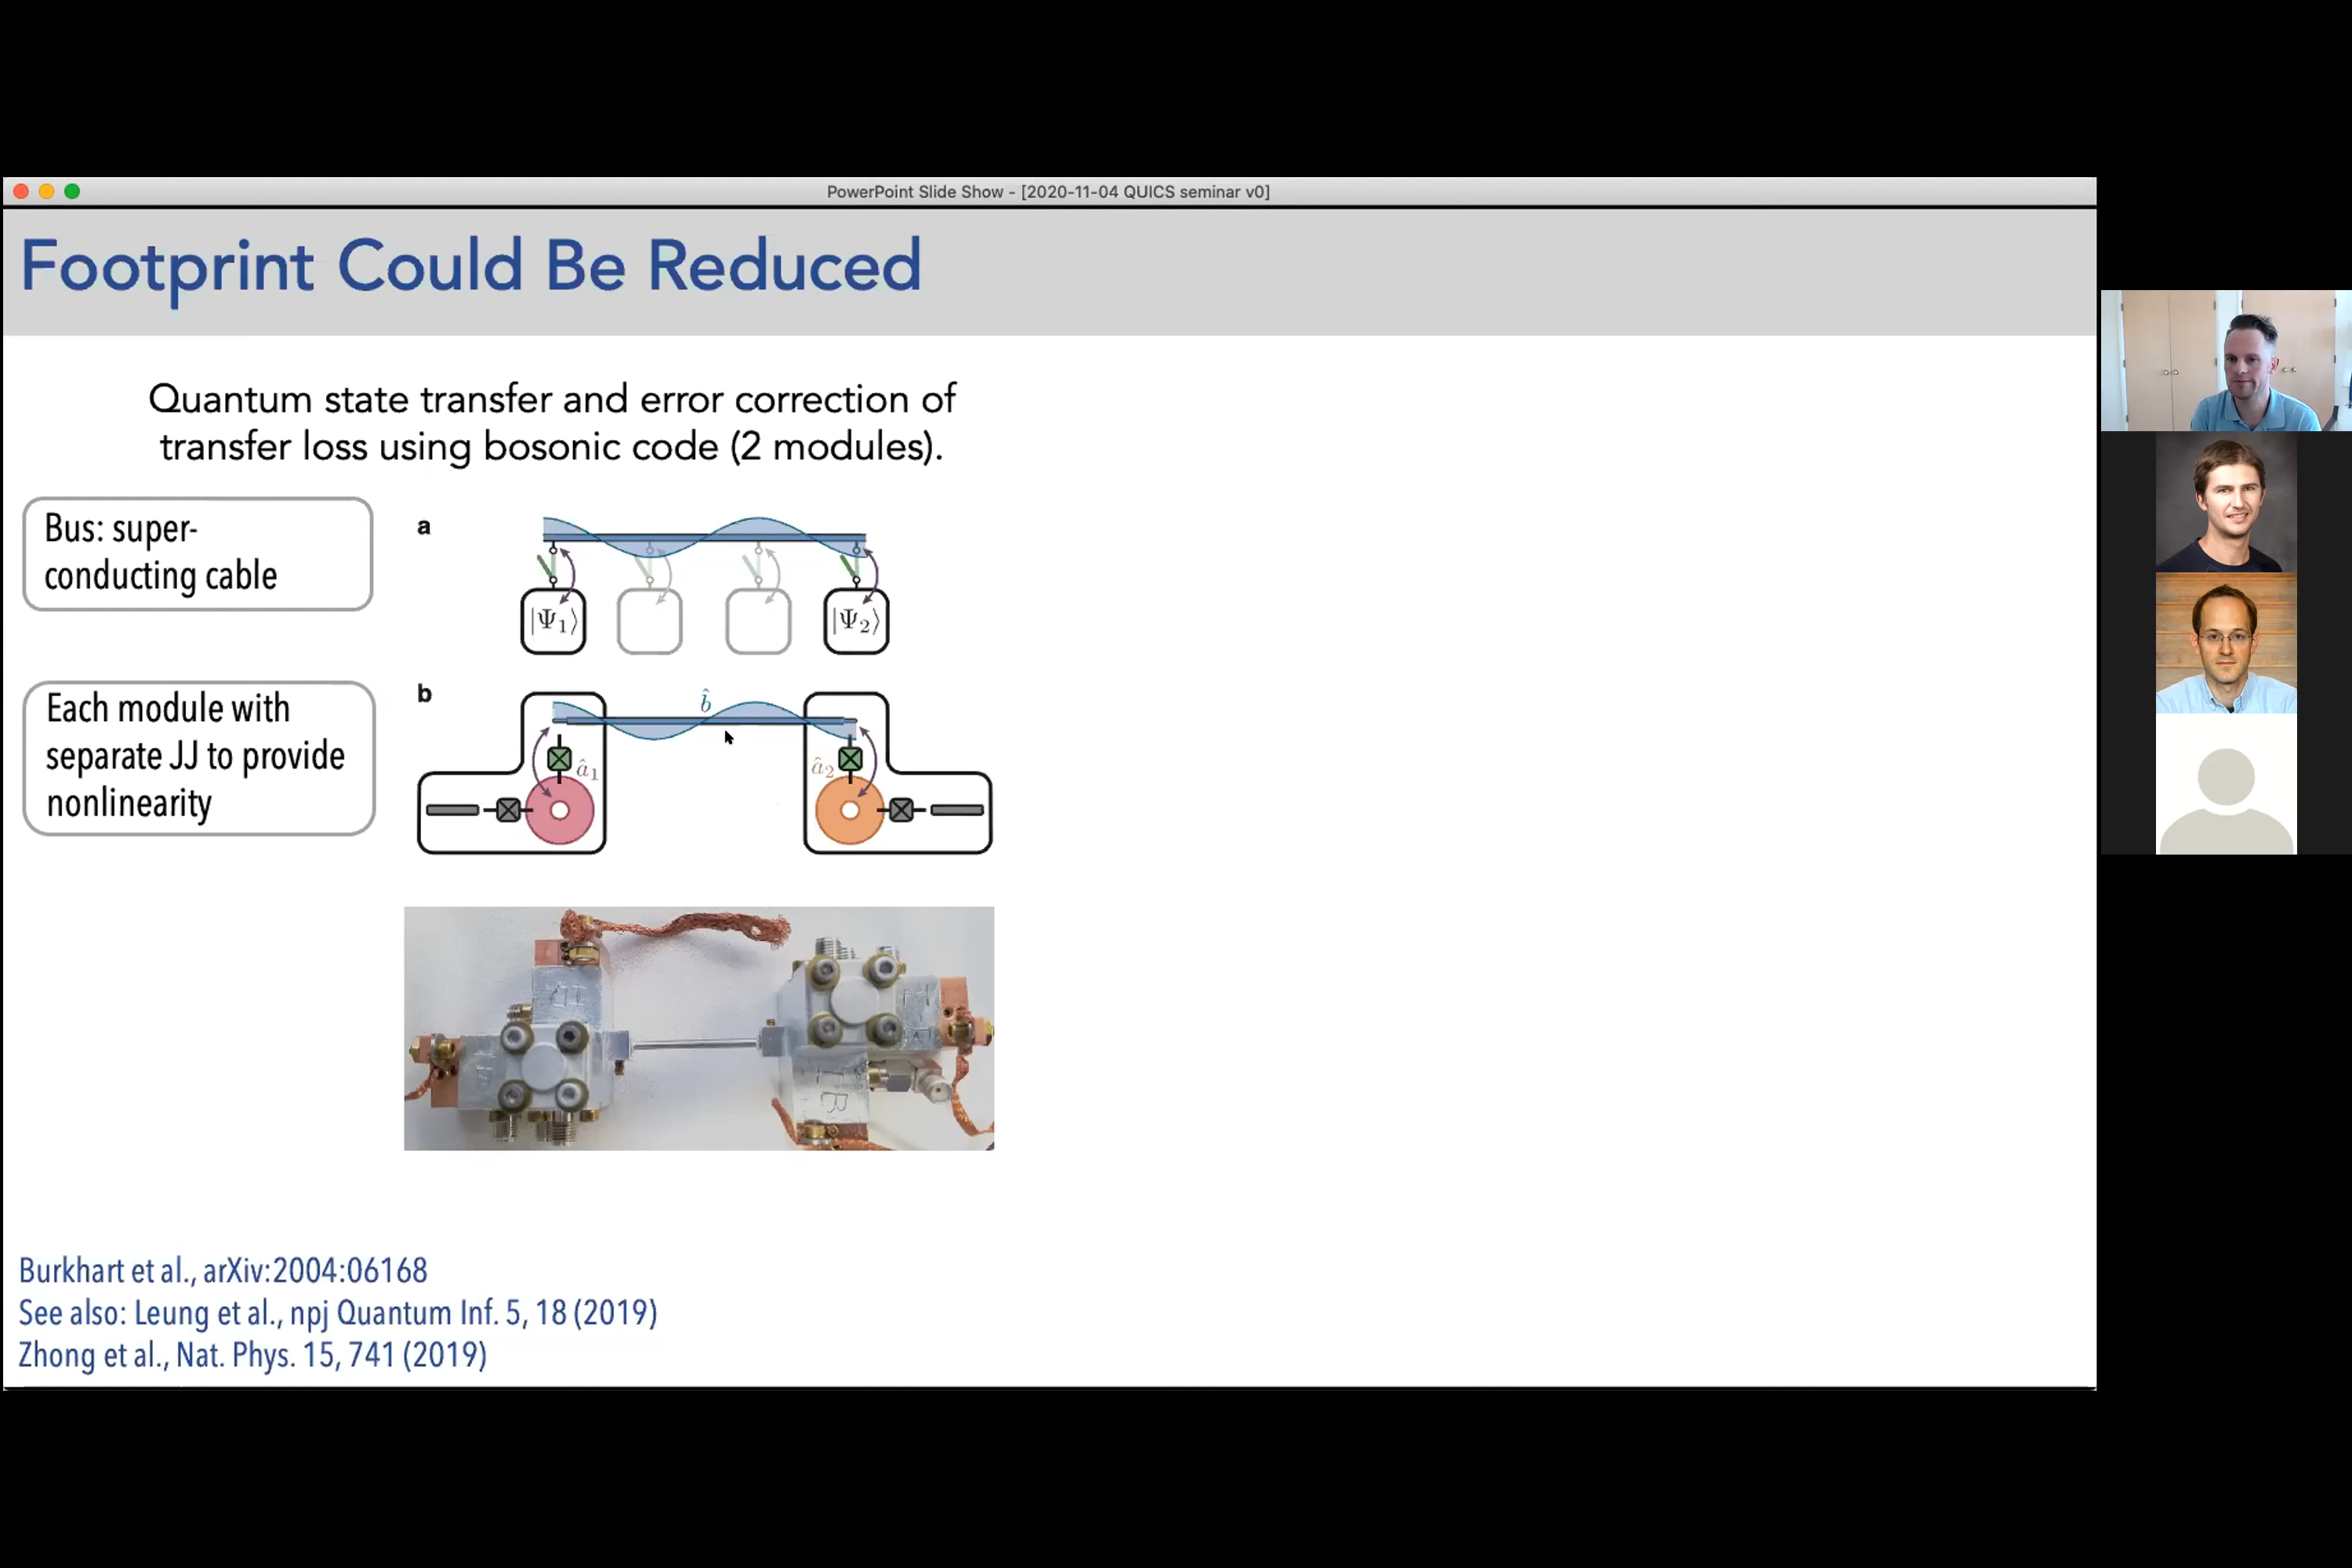 PowerPoint Slide Show - [2020-11-04 QUICS seminar v0]
Footprint Could Be Reduced
Quantum state transfer and error correction of
transfer loss using bosonic code (2 modules).
Bus: super-
conducting cable
a
|Ψ₁⟩
|Ψ₂⟩
Each module with
separate JJ to provide
nonlinearity
b
b̂
â₁
â₂
Burkhart et al., arXiv:2004:06168
See also: Leung et al., npj Quantum Inf. 5, 18 (2019)
Zhong et al., Nat. Phys. 15, 741 (2019)